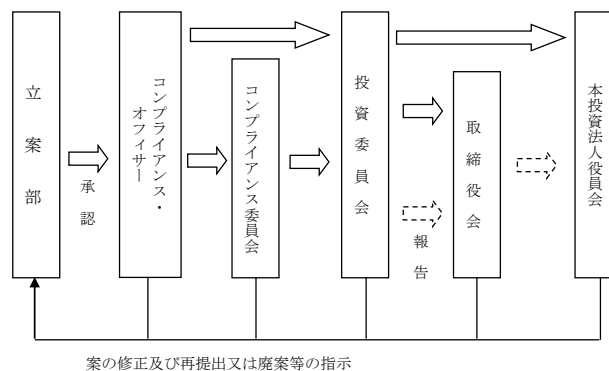 立案部
承認
コンプライアンス・
オフィサー
コンプライアンス委員会
投資委員会
報告
取締役会
本投資法人役員会
案の修正及び再提出又は廃案等の指示